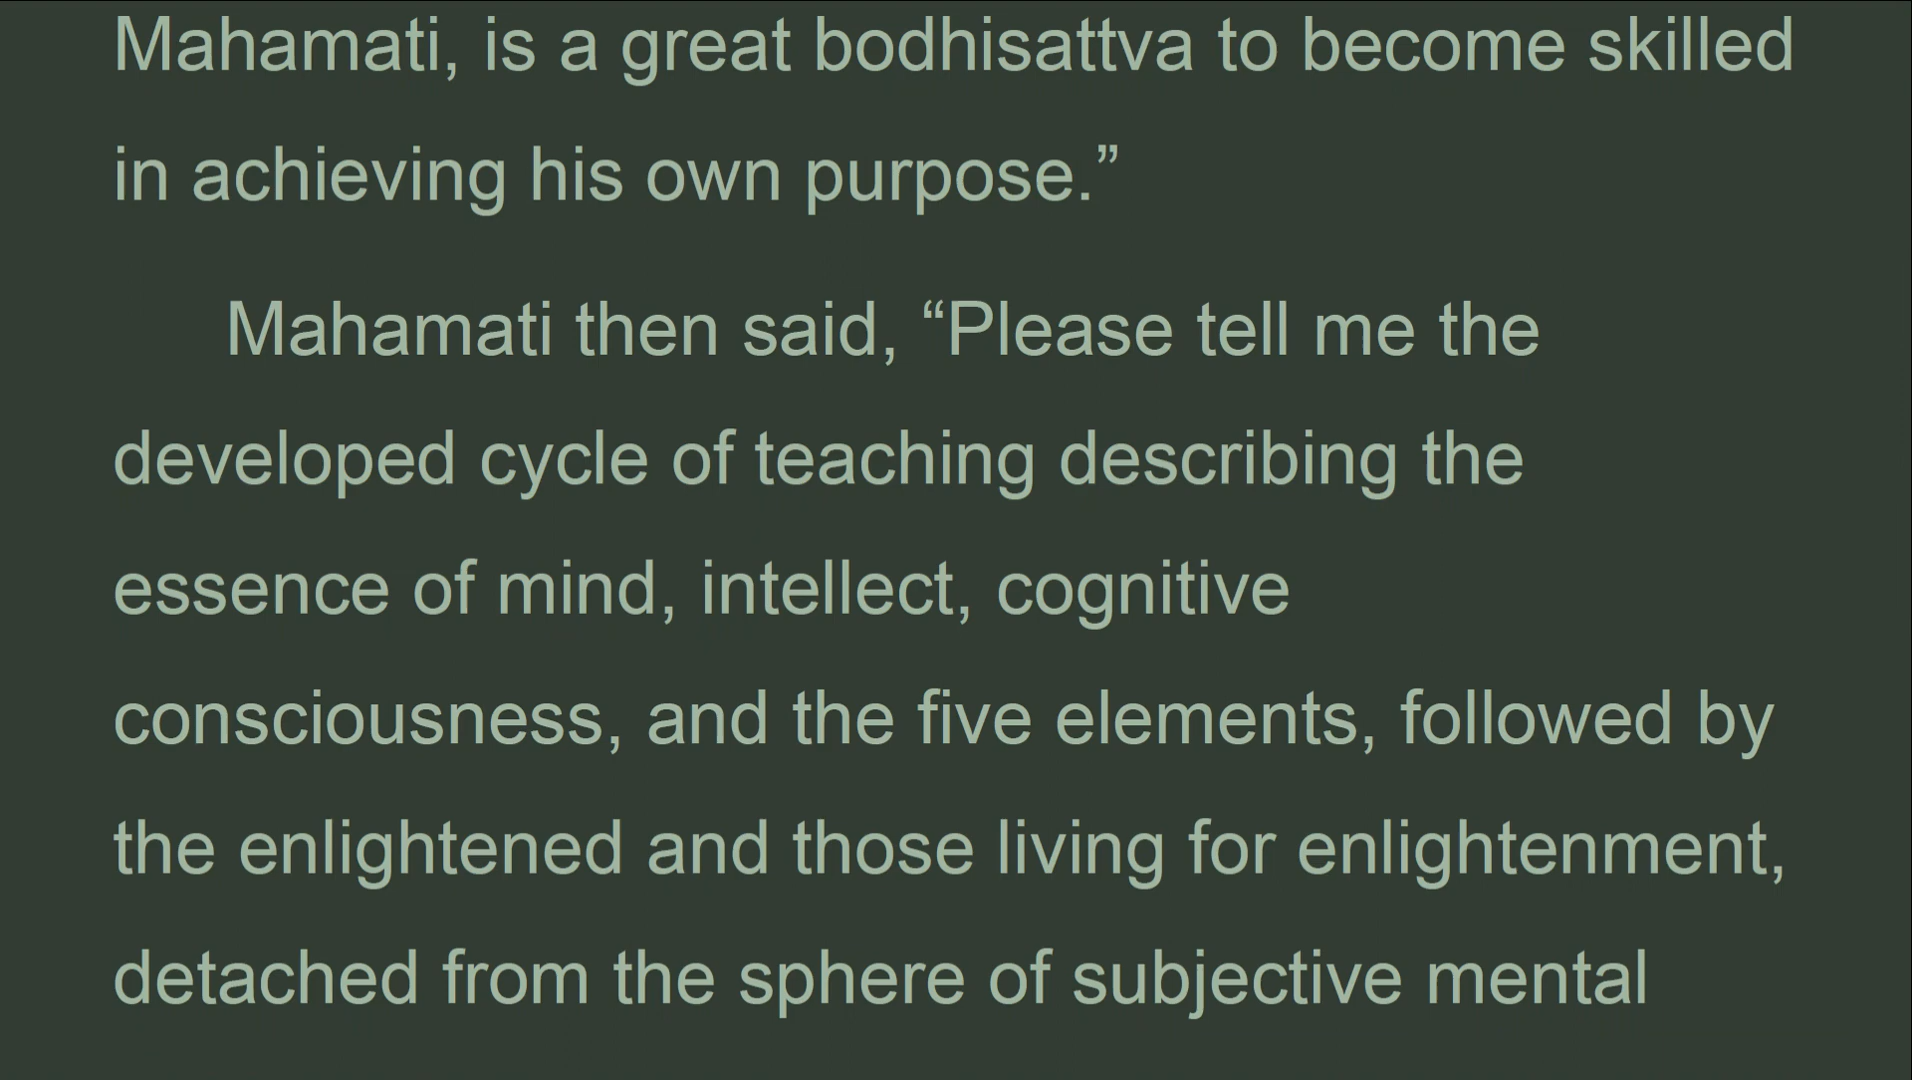 Mahamati, is a great bodhisattva to become skilled
in achieving his own purpose.”
Mahamati then said, “Please tell me the
developed cycle of teaching describing the
essence of mind, intellect, cognitive
consciousness, and the five elements, followed by
the enlightened and those living for enlightenment,
detached from the sphere of subjective mental